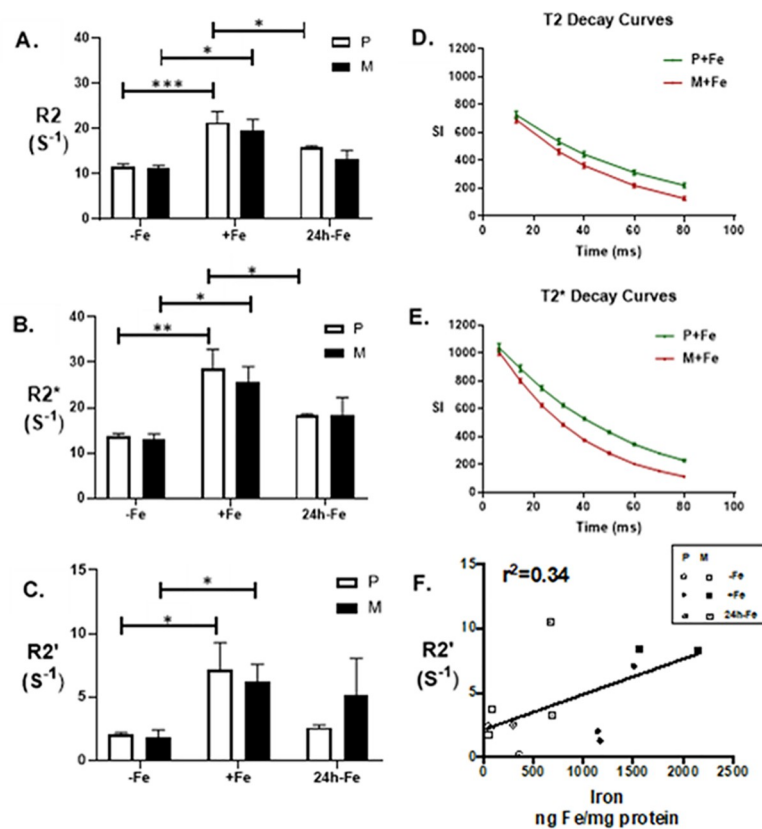 A.
R2
(S⁻¹)
40
30
20
10
0
*
*
***
P
M
-Fe
+Fe
24h-Fe
B.
R2*
(S⁻¹)
40
30
20
10
0
*
*
**
P
M
-Fe
+Fe
24h-Fe
C.
R2'
(S⁻¹)
15
10
5
0
*
*
P
M
-Fe
+Fe
24h-Fe
D.
T2 Decay Curves
SI
1200
1000
800
600
400
200
0
P+Fe
M+Fe
0 20 40 60 80 100
Time (ms)
E.
T2* Decay Curves
SI
1200
1000
800
600
400
200
0
P+Fe
M+Fe
0 20 40 60 80 100
Time (ms)
F.
r²=0.34
R2'
(S⁻¹)
15
10
5
0
P M
-Fe
+Fe
24h-Fe
0 500 1000 1500 2000 2500
Iron
ng Fe/mg protein